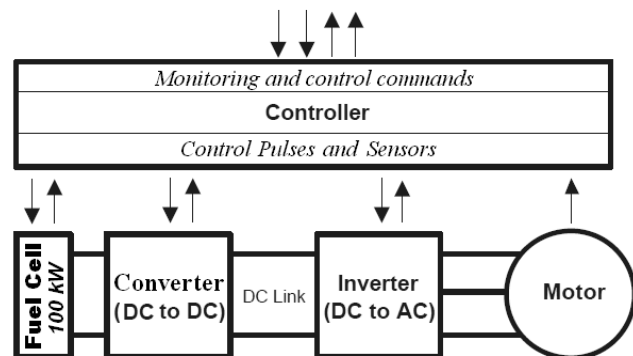 Monitoring and control commands
Controller
Control Pulses and Sensors
Fuel Cell
100 kW
Converter
(DC to DC)
DC Link
Inverter
(DC to AC)
Motor